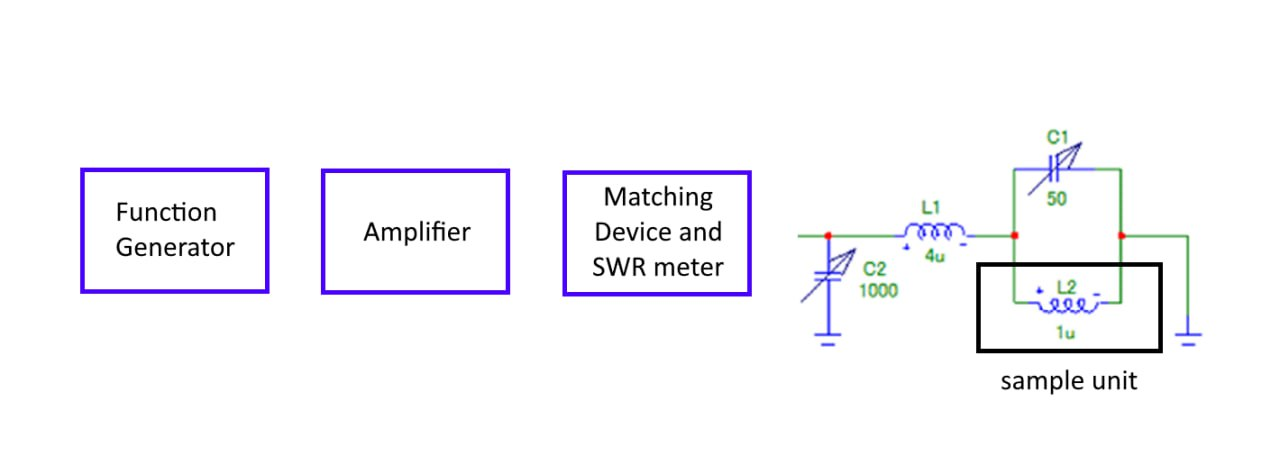 Function
Generator
Amplifier
Matching
Device and
SWR meter
C1
50
L1
+ -
4u
C2
1000
+ L2 -
1u
sample unit